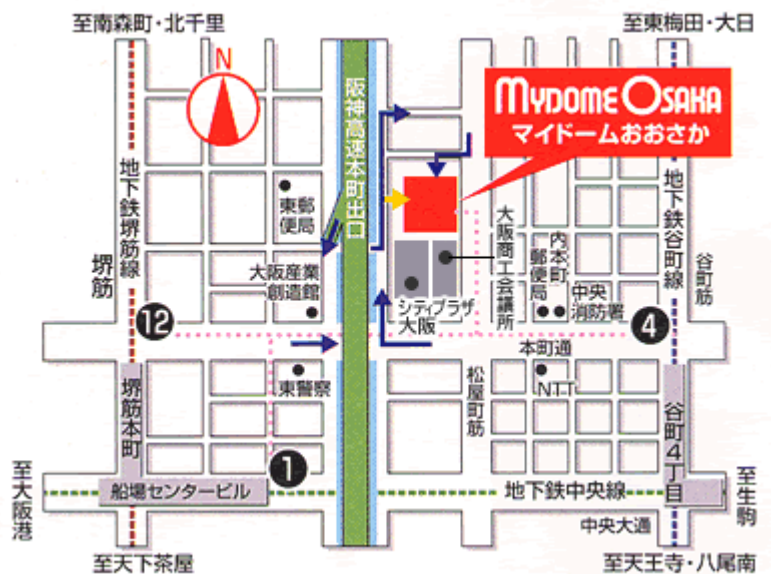 至南森町・北千里
至東梅田・大日
N
MYDOME OSAKA
マイドームおおさか
阪神高速本町出口
地下鉄堺筋線
堺筋
東郵
便局
大阪産業
創造館
大阪商工会議所
内本町
郵便局
中央
消防署
地下鉄谷町線
谷町筋
シティプラザ
大阪
12
4
本町通
東警察
NTT
松屋町筋
堺筋本町
谷町4丁目
1
至大阪港
船場センタービル
地下鉄中央線
至生駒
中央大通
至天下茶屋
至天王寺・八尾南